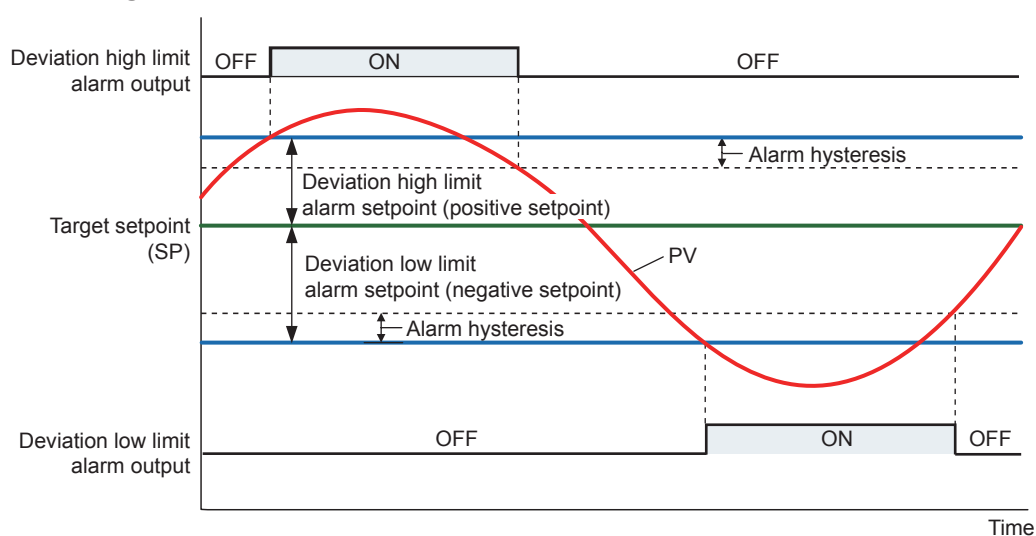 Deviation high limit
alarm output
OFF
ON
OFF
Alarm hysteresis
Deviation high limit
alarm setpoint (positive setpoint)
Target setpoint
(SP)
Deviation low limit
alarm setpoint (negative setpoint)
PV
Alarm hysteresis
Deviation low limit
alarm output
OFF
ON
OFF
Time